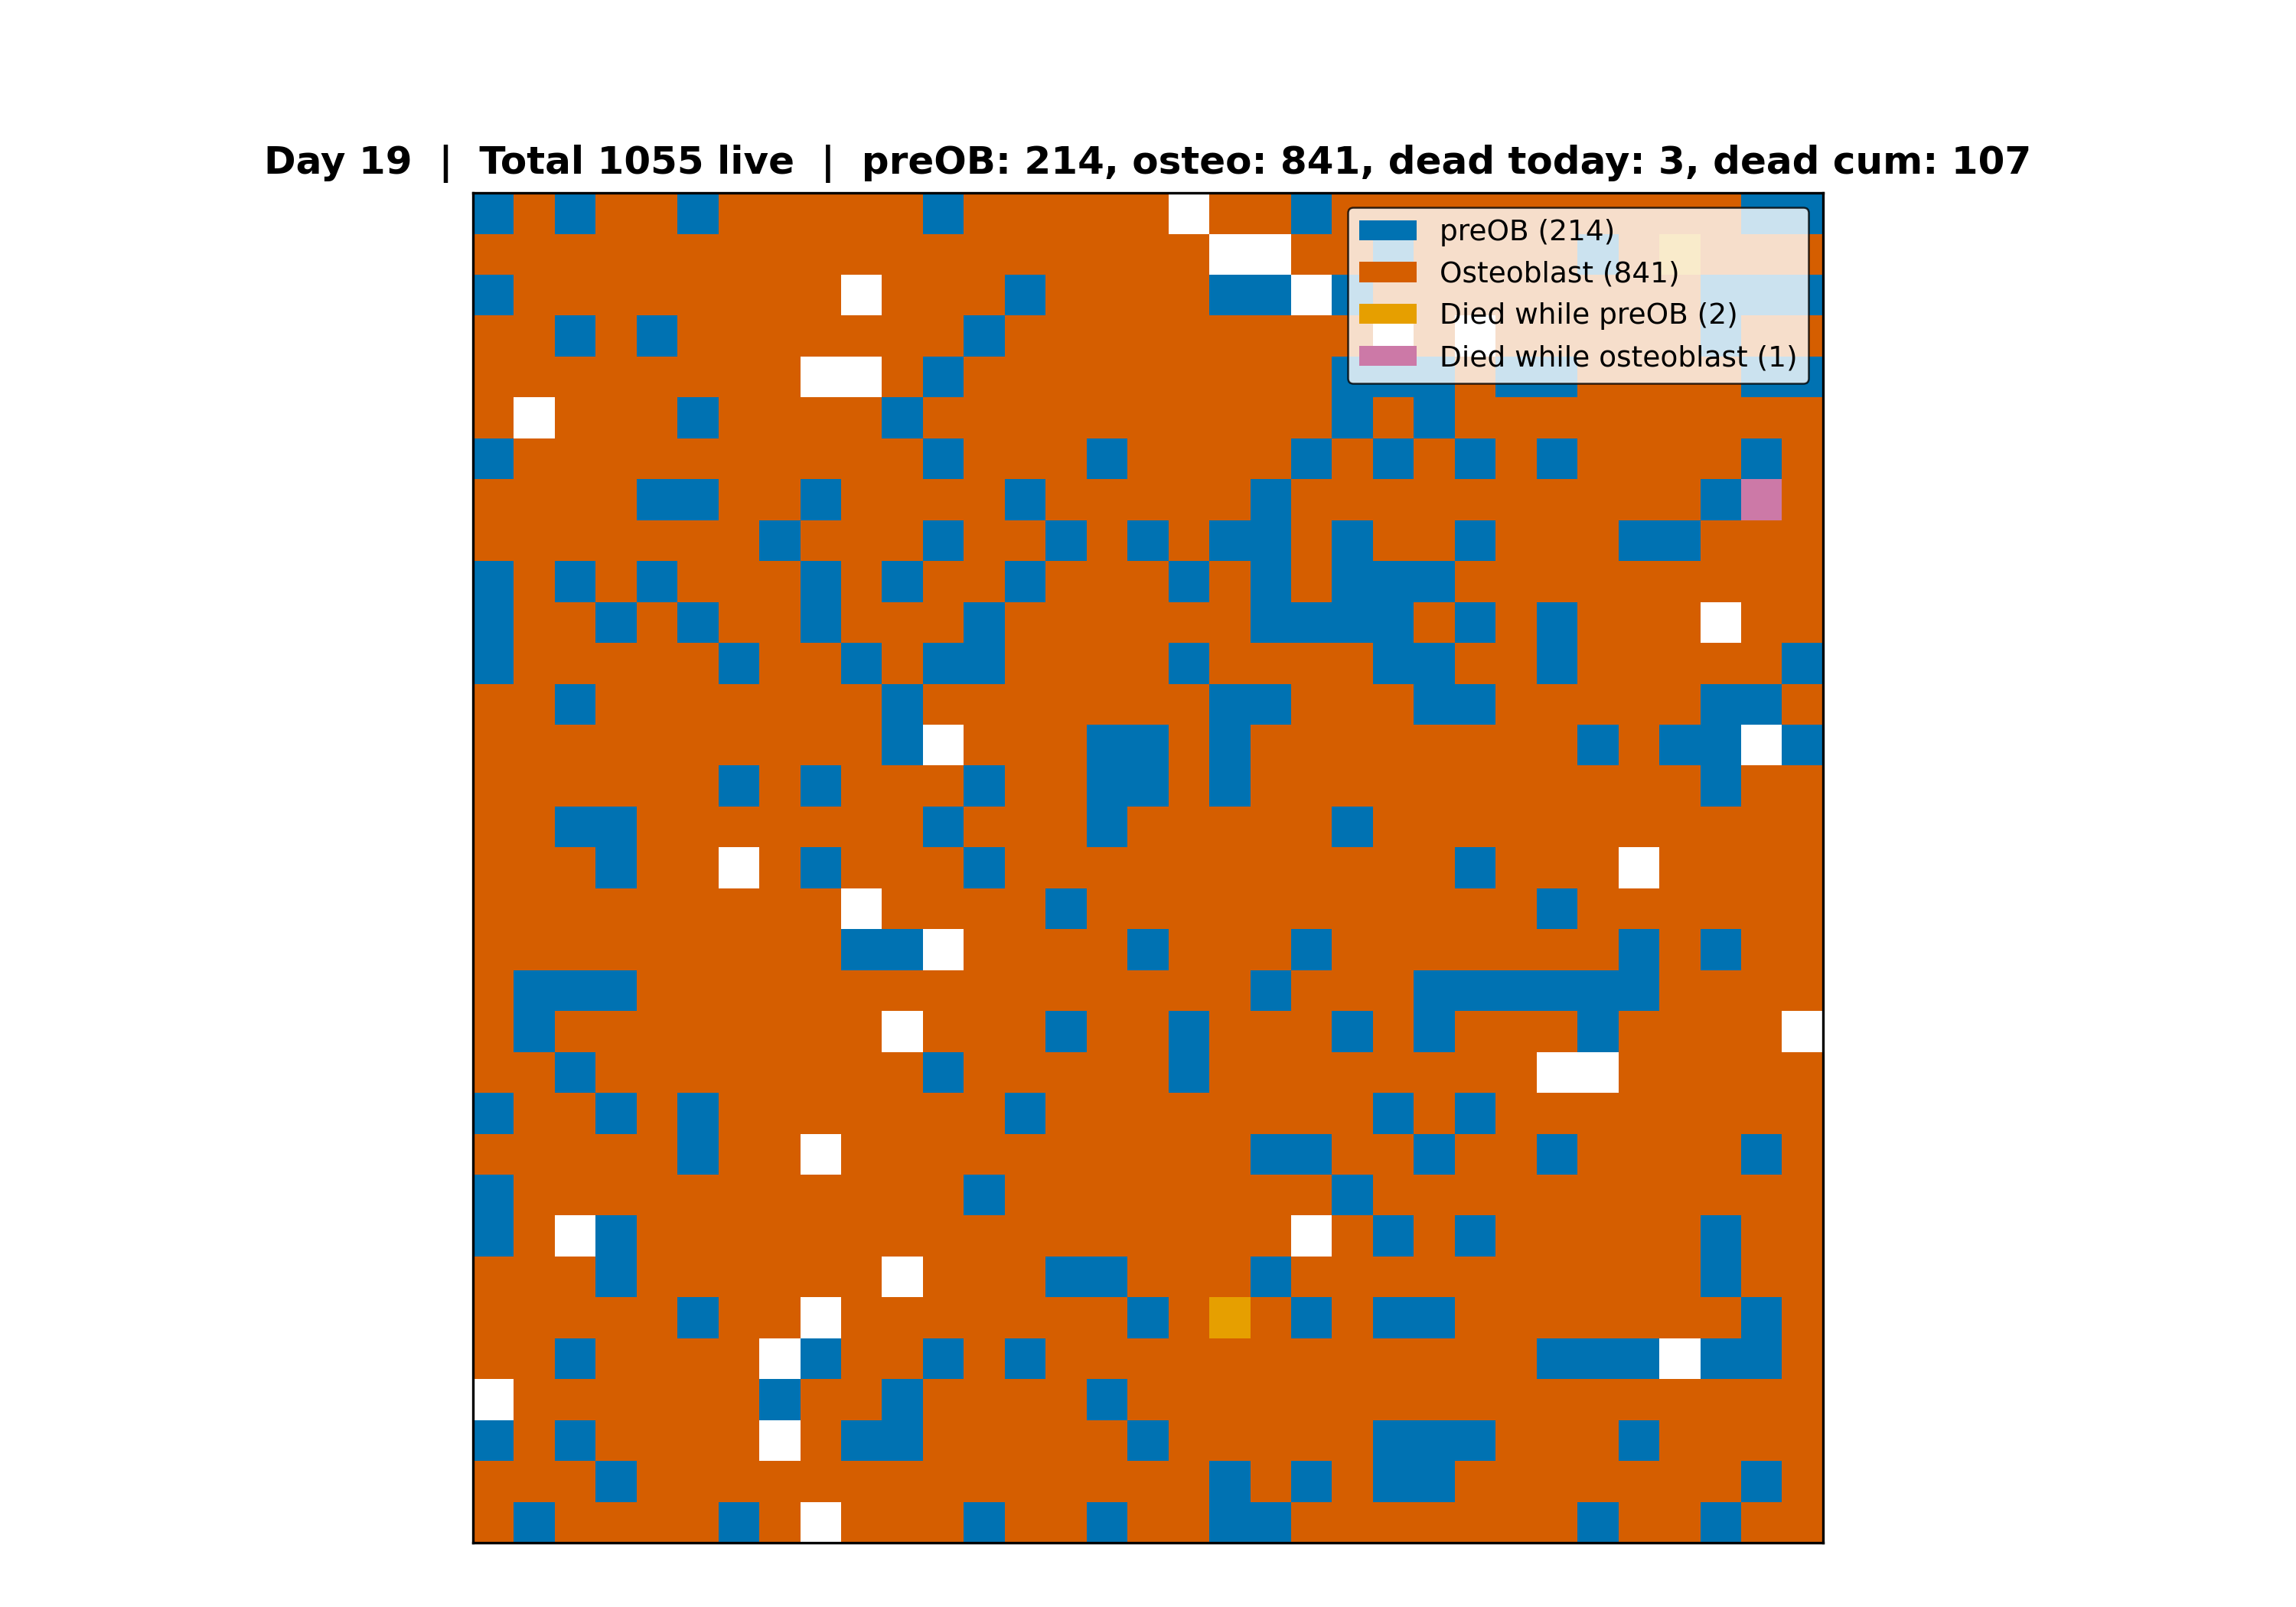 Day 19 | Total 1055 live | preOB: 214, osteo: 841, dead today: 3, dead cum: 107
preOB (214)
Osteoblast (841)
Died while preOB (2)
Died while osteoblast (1)